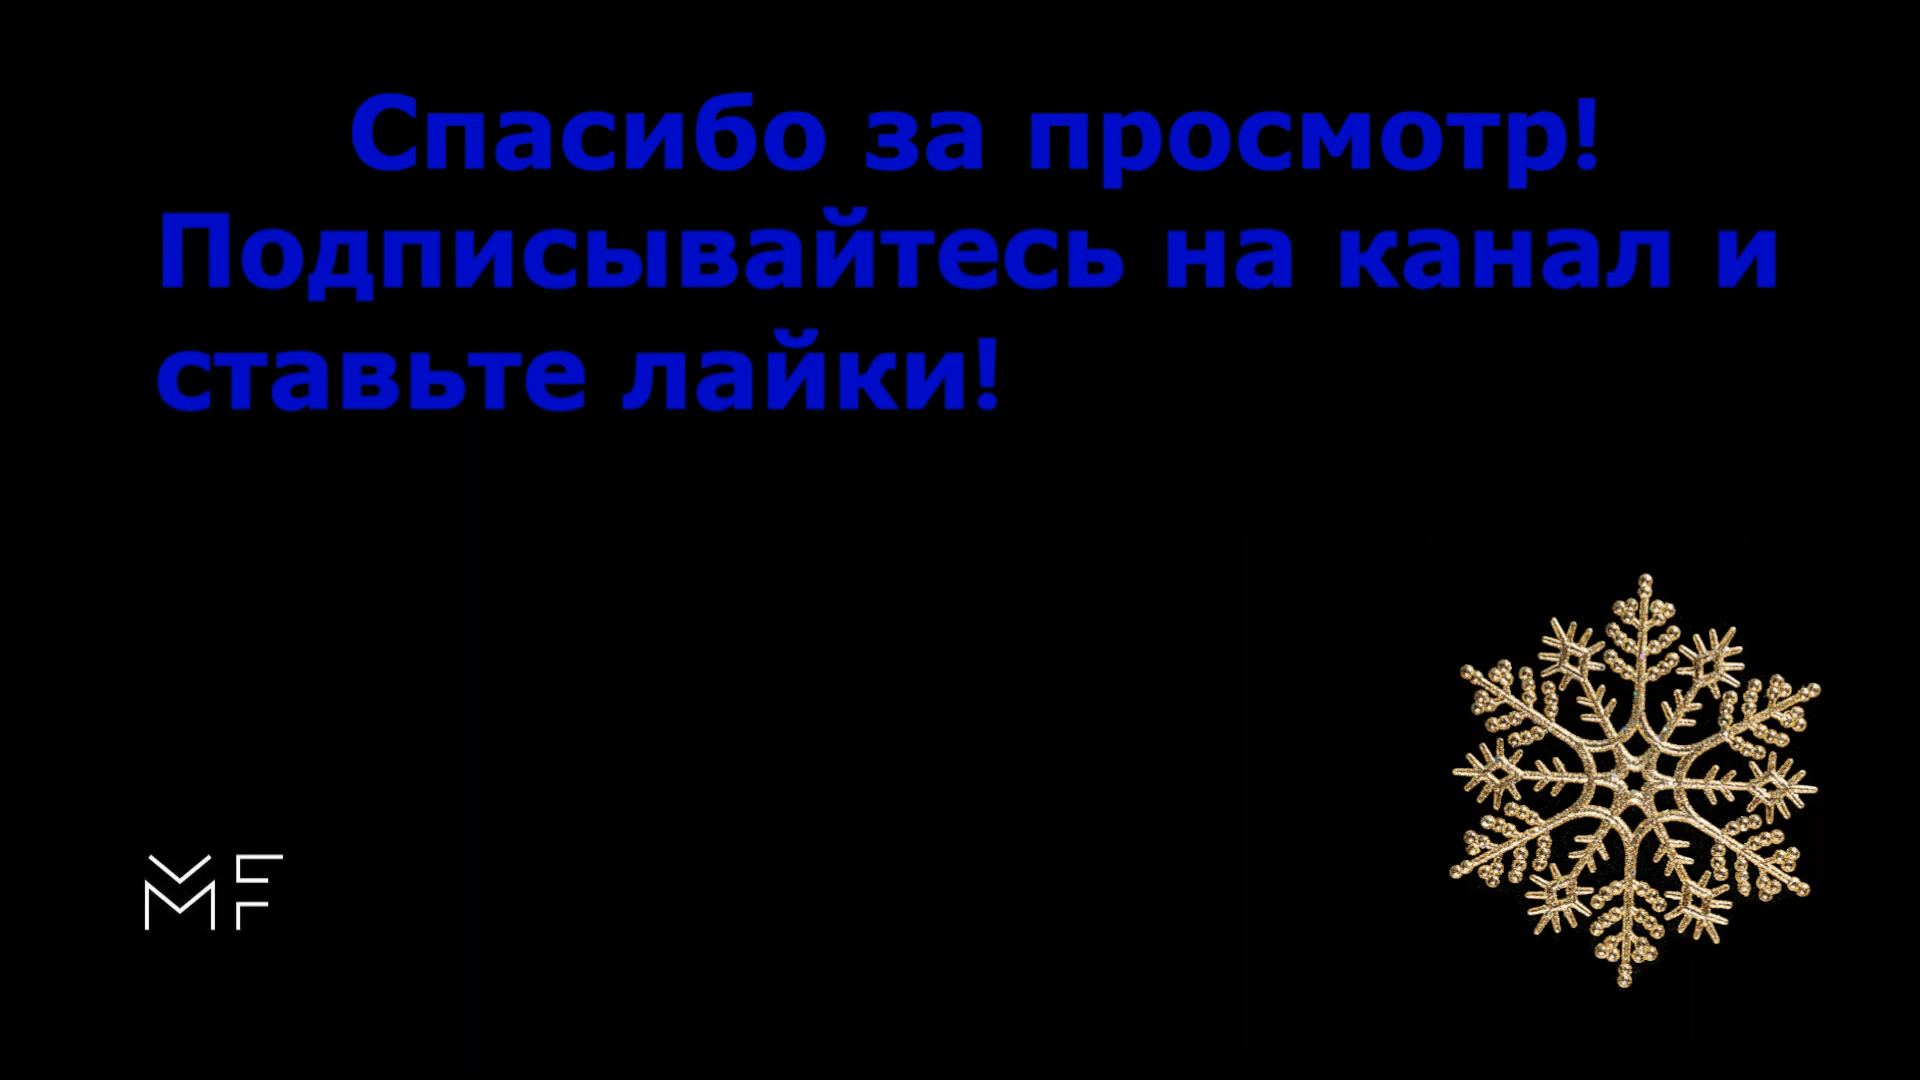 Спасибо за просмотр!
Подписывайтесь на канал и
ставьте лайки!
MF